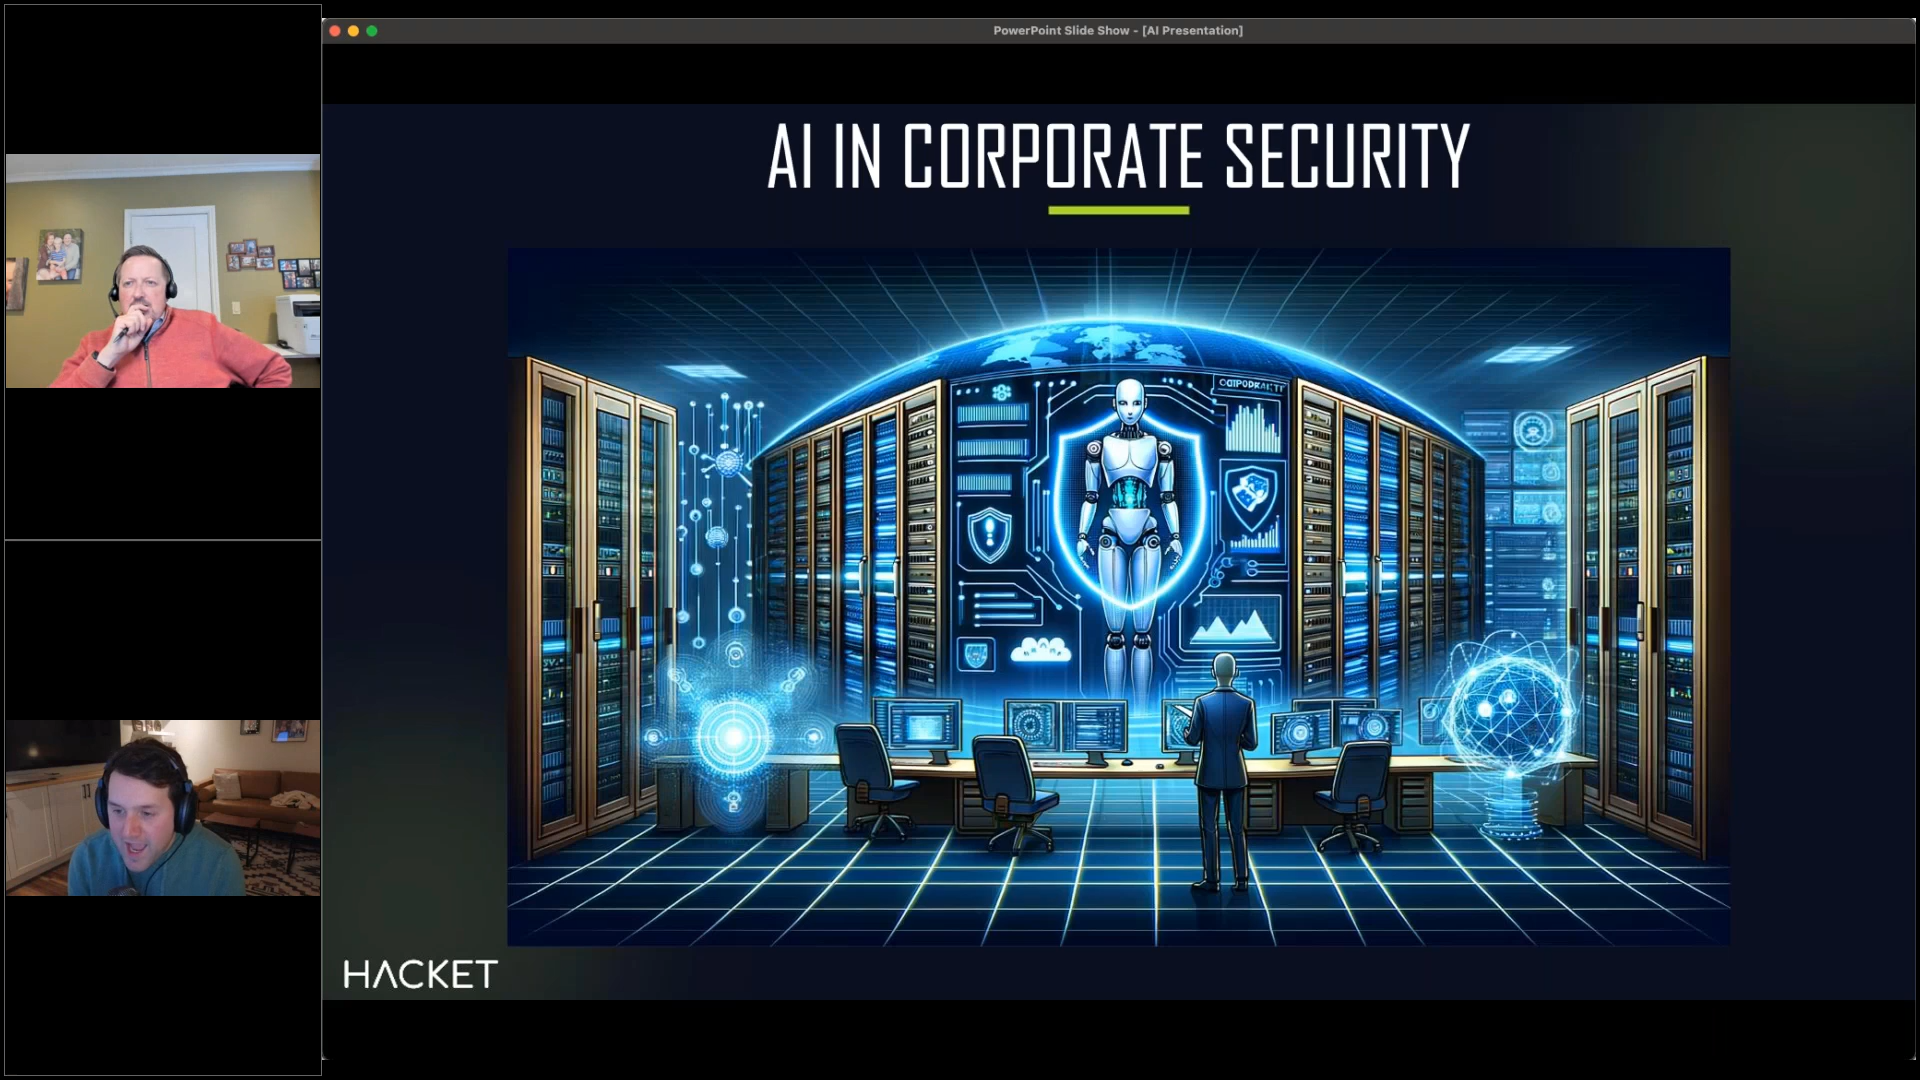 PowerPoint Slide Show - [AI Presentation]
AI IN CORPORATE SECURITY
HACKET